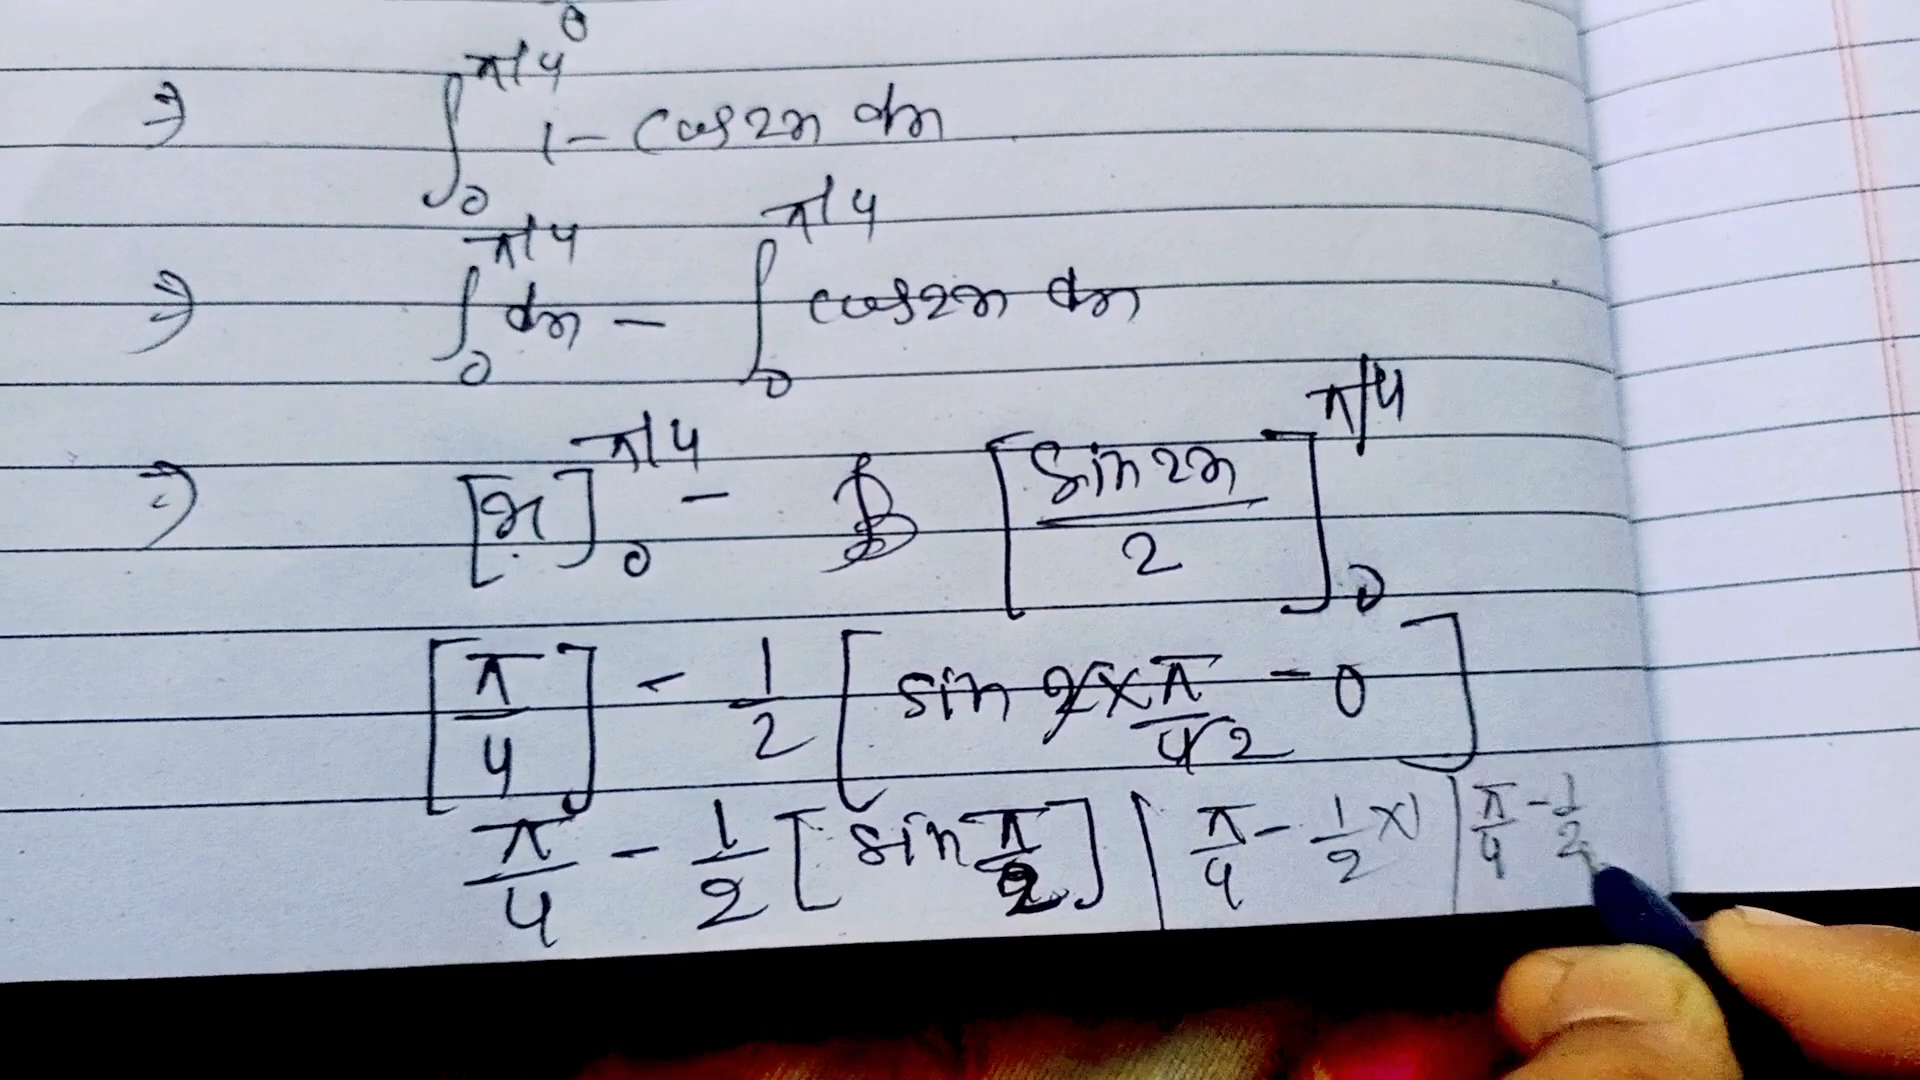 ⇒ ∫₀^π/4 1 - cos2x dx
⇒ ∫₀^π/4 dx - ∫₀^π/4 cos2x dx
⇒ [x]₀^π/4 - [sin2x/2]₀^π/4
[π/4] - 1/2 [sin 2×π/4 2 - 0]
π/4 - 1/2 [sin π/2] | π/4 - 1/2 ×1 | π/4 - 1/2